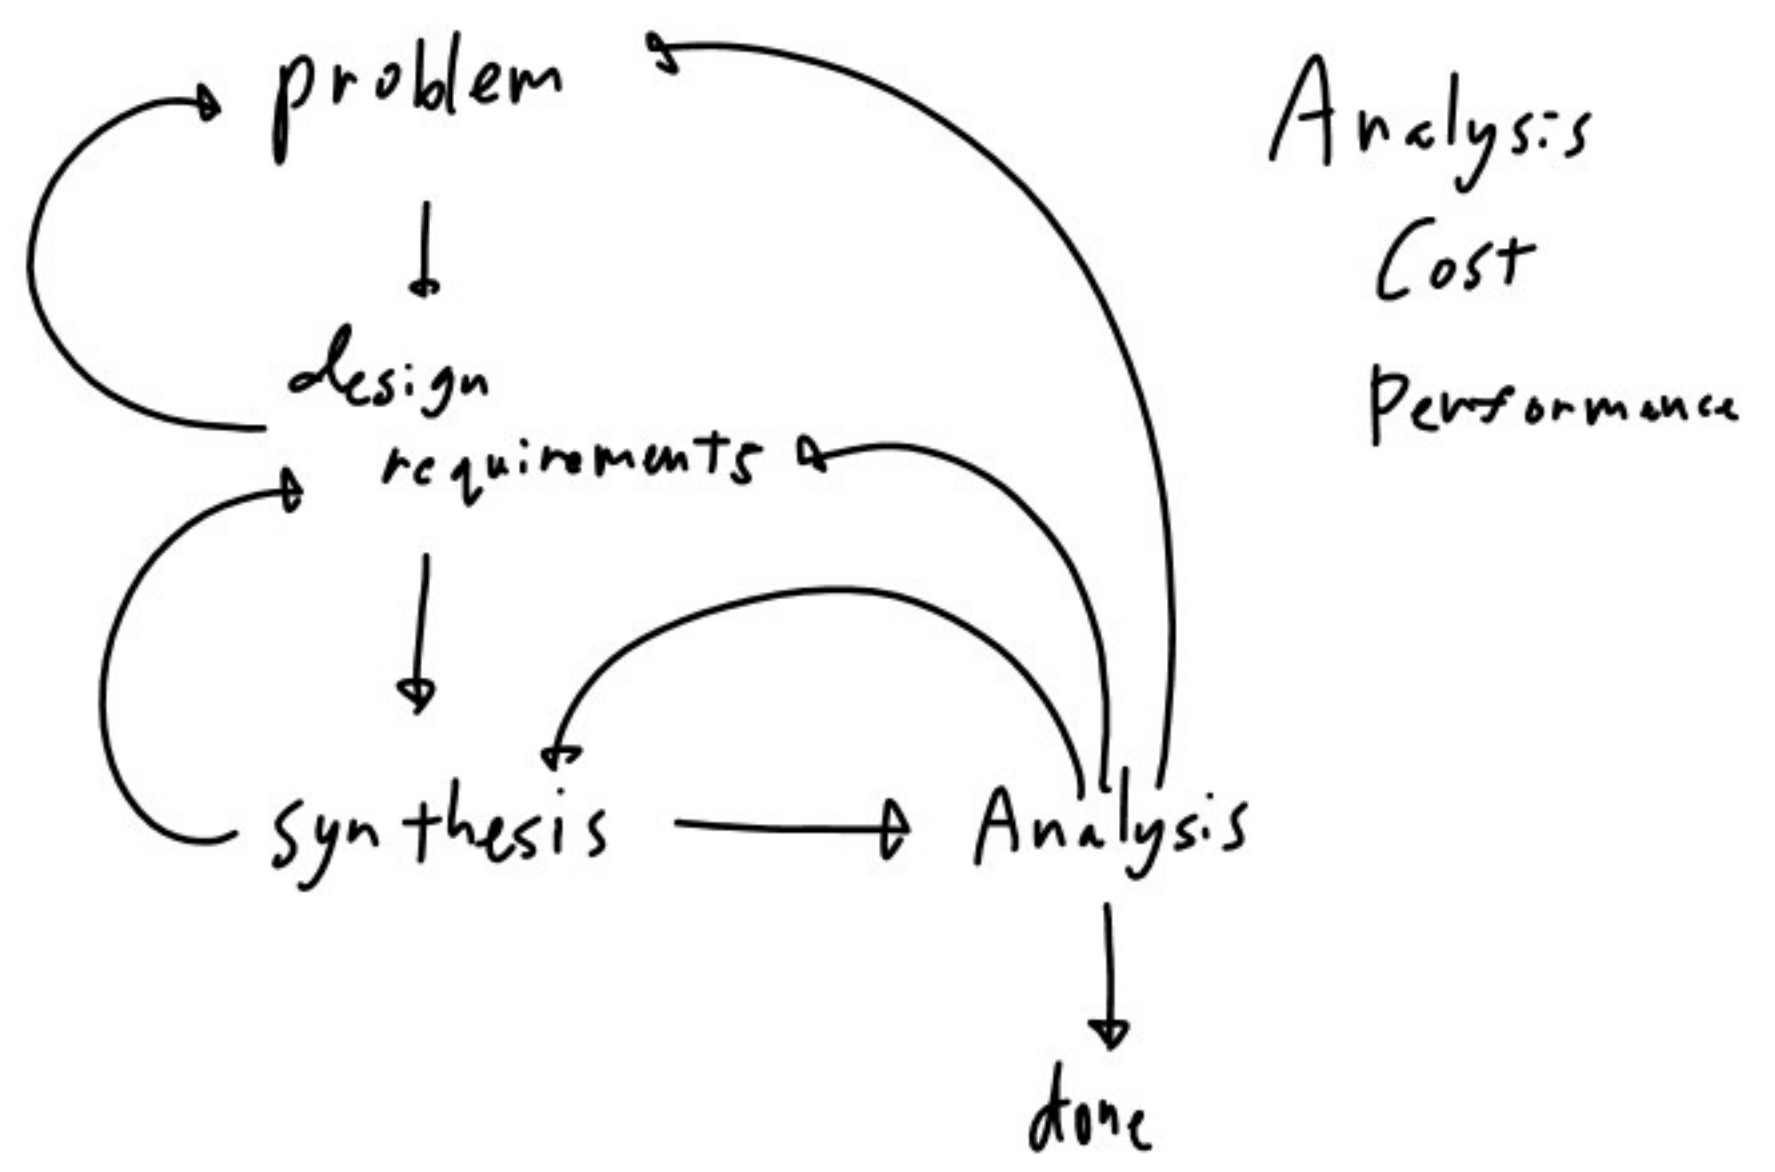 problem
design
requirements
synthesis
Analysis
done
Analysis
Cost
Performance